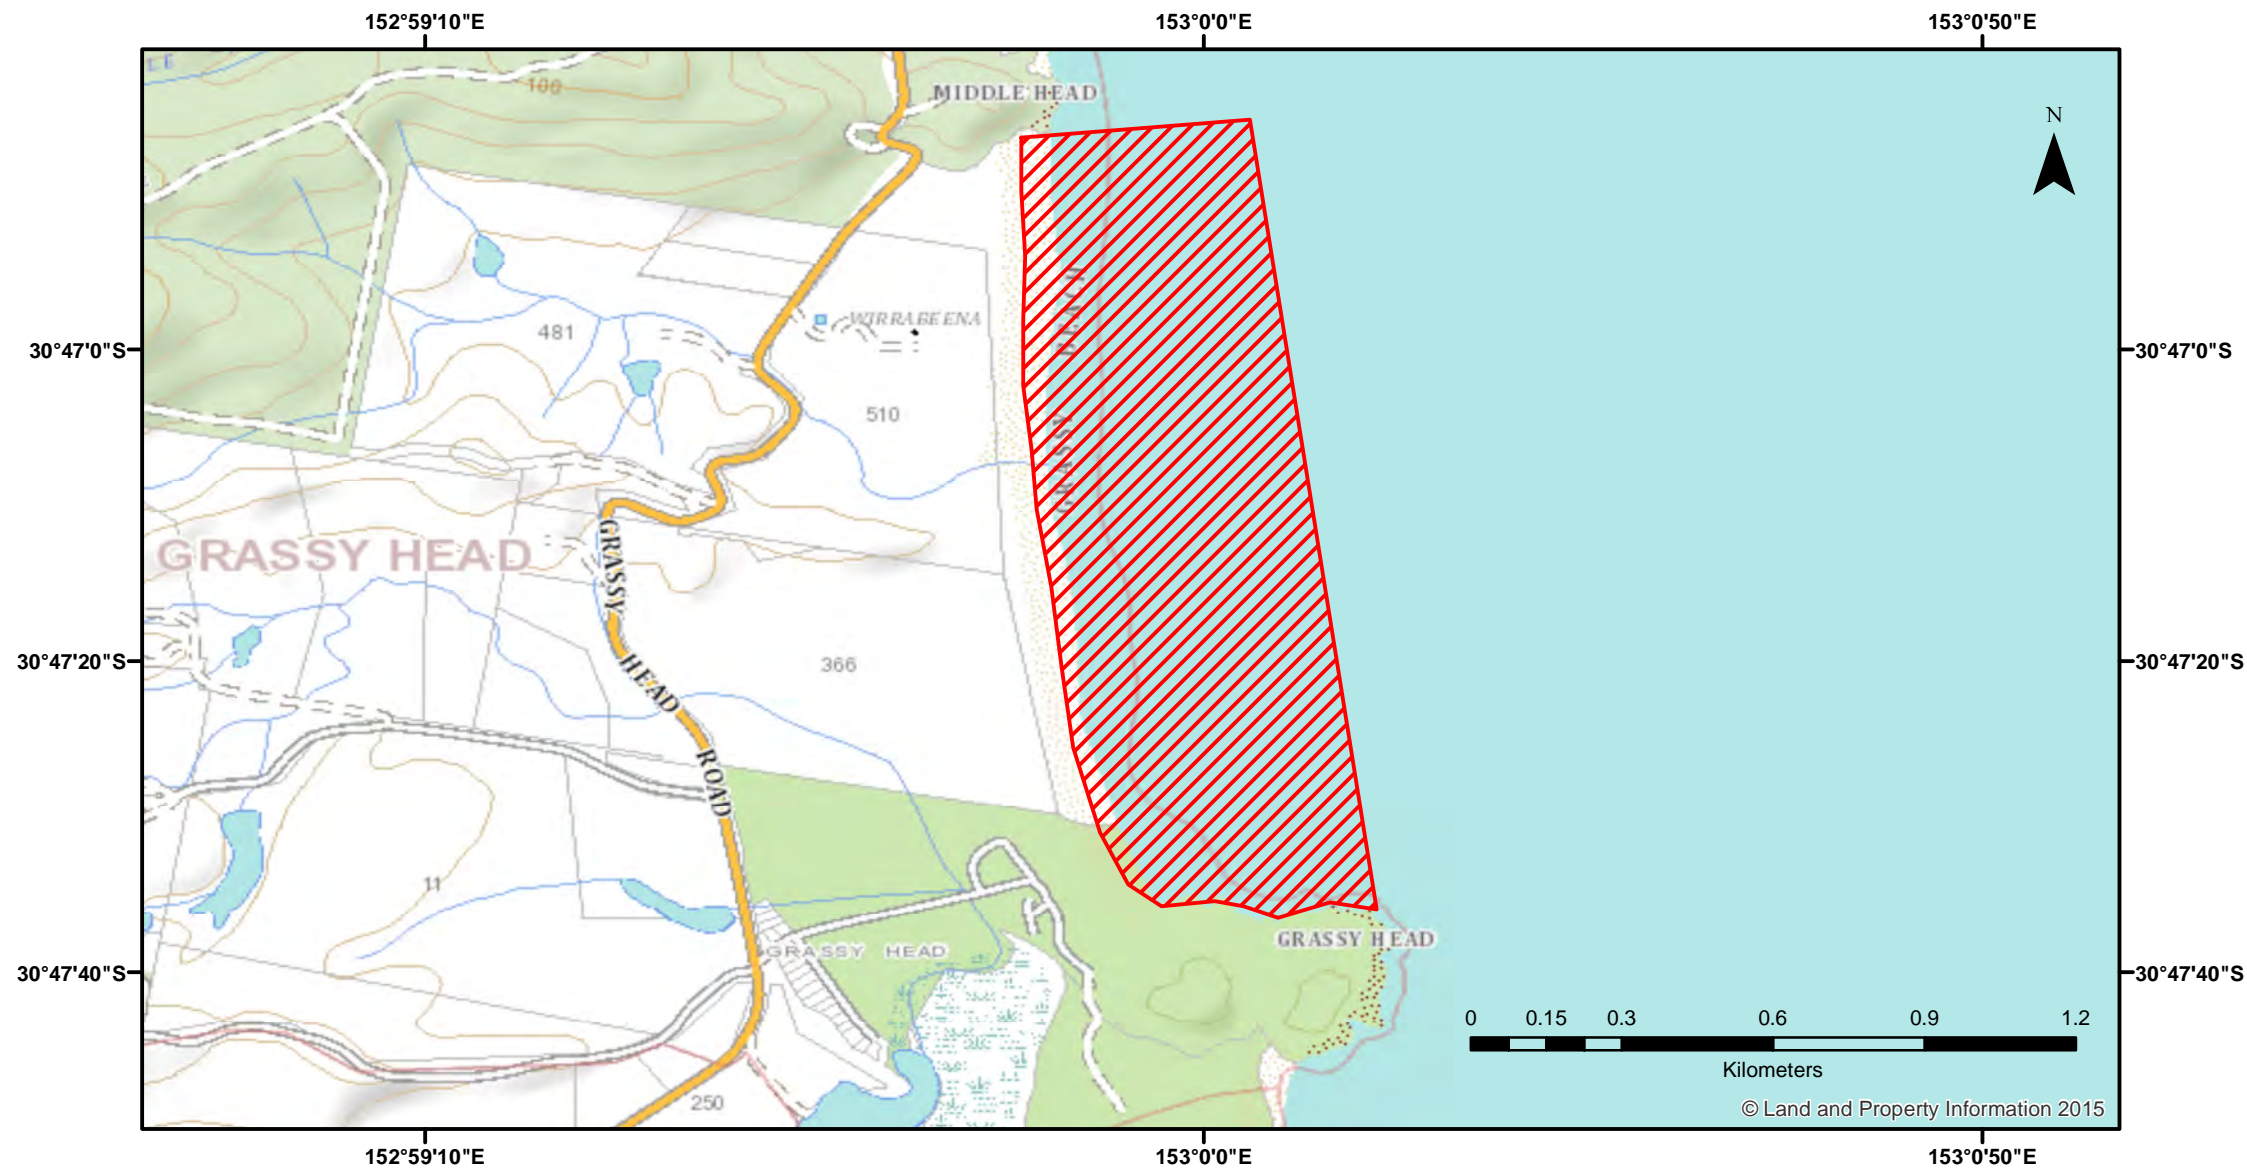 152°59'10"E 153°0'0"E 153°0'50"E
LE
100
MIDDLE HEAD
N
BEACH
WIRRABEENA
481
30°47'0"S 30°47'0"S
510
GRASSY
GRASSY HEAD
GRASSY HEAD ROAD
366
30°47'20"S 30°47'20"S
11
GRASSY HEAD
GRASSY HEAD
30°47'40"S 30°47'40"S
0 0.15 0.3 0.6 0.9 1.2
Kilometers
250
© Land and Property Information 2015
152°59'10"E 153°0'0"E 153°0'50"E